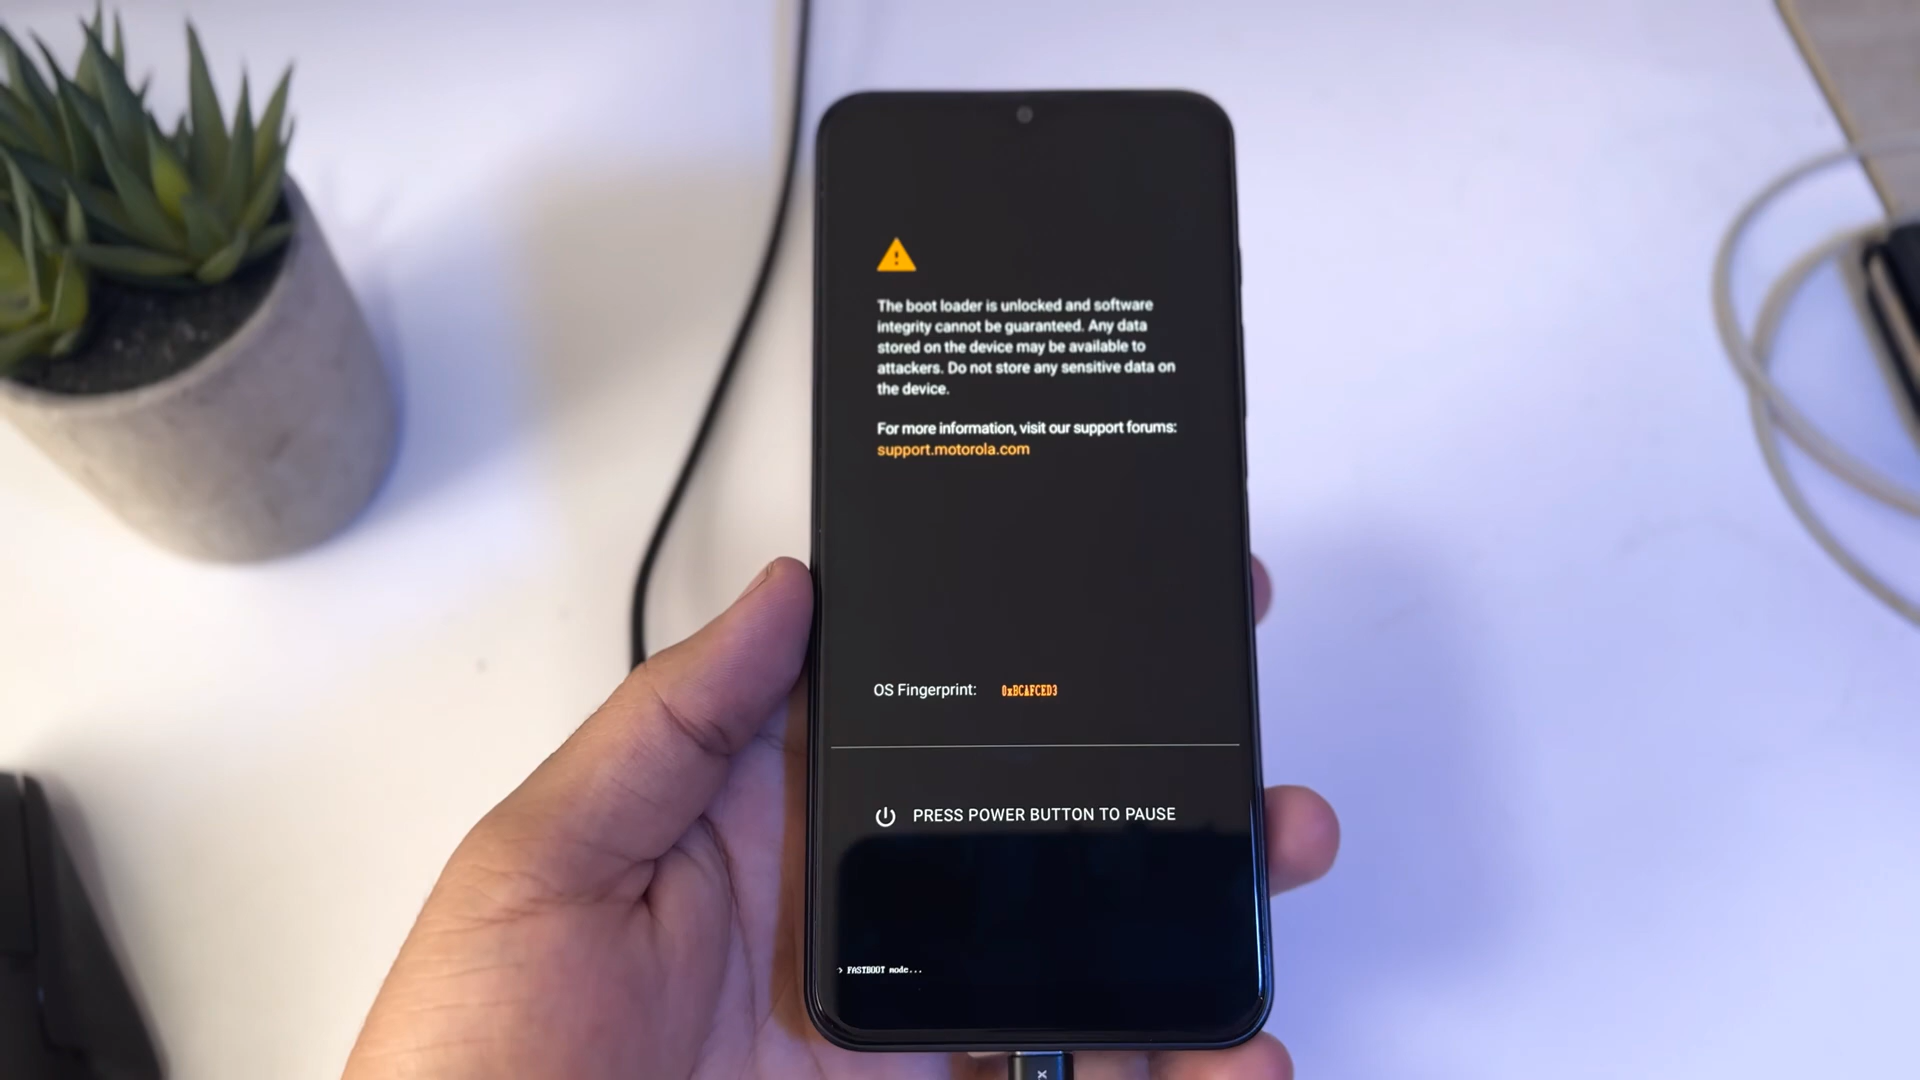 The boot loader is unlocked and software
integrity cannot be guaranteed. Any data
stored on the device may be available to
attackers. Do not store any sensitive data on
the device.
For more information, visit our support forums:
support.motorola.com
OS Fingerprint: 0xBCAFCED3
PRESS POWER BUTTON TO PAUSE
> FASTBOOT mode...
X